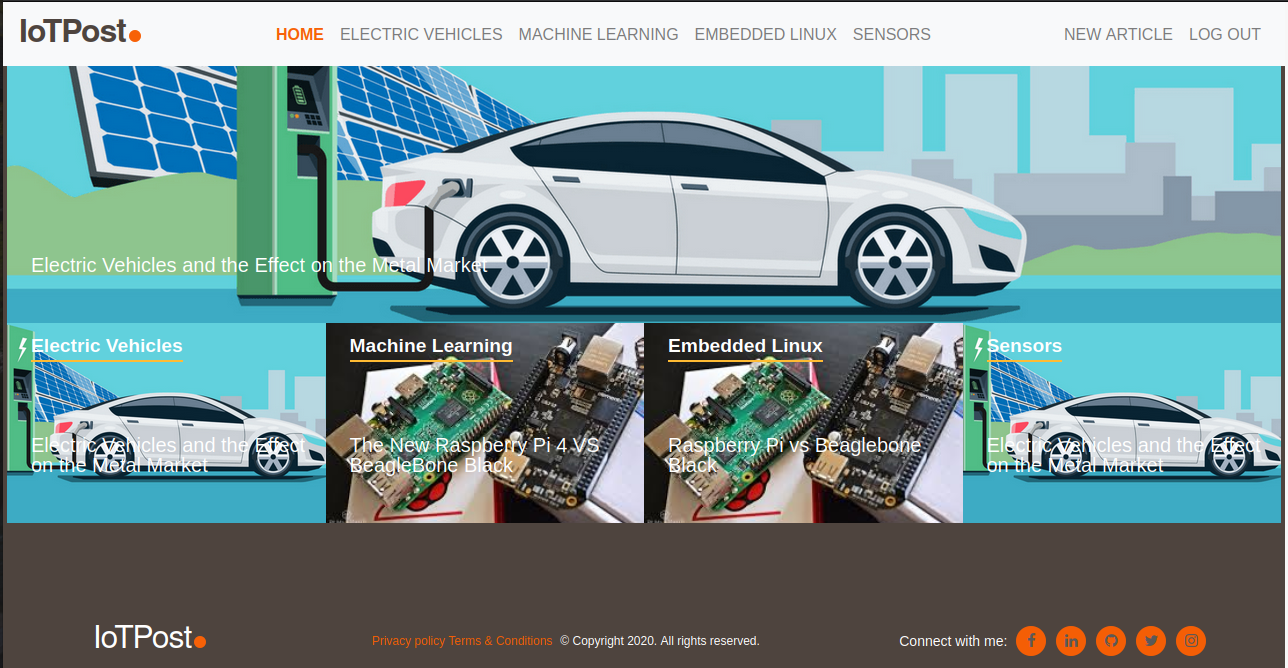 IoTPost
HOME ELECTRIC VEHICLES MACHINE LEARNING EMBEDDED LINUX SENSORS NEW ARTICLE LOG OUT
Electric Vehicles and the Effect on the Metal Market
Electric Vehicles
Electric Vehicles and the Effect
on the Metal Market
Machine Learning
The New Raspberry Pi 4 VS
BeagleBone Black
Embedded Linux
Raspberry Pi vs Beaglebone
Black
Sensors
Electric Vehicles and the Effect
on the Metal Market
IoTPost
Privacy policy Terms & Conditions © Copyright 2020. All rights reserved.
Connect with me: